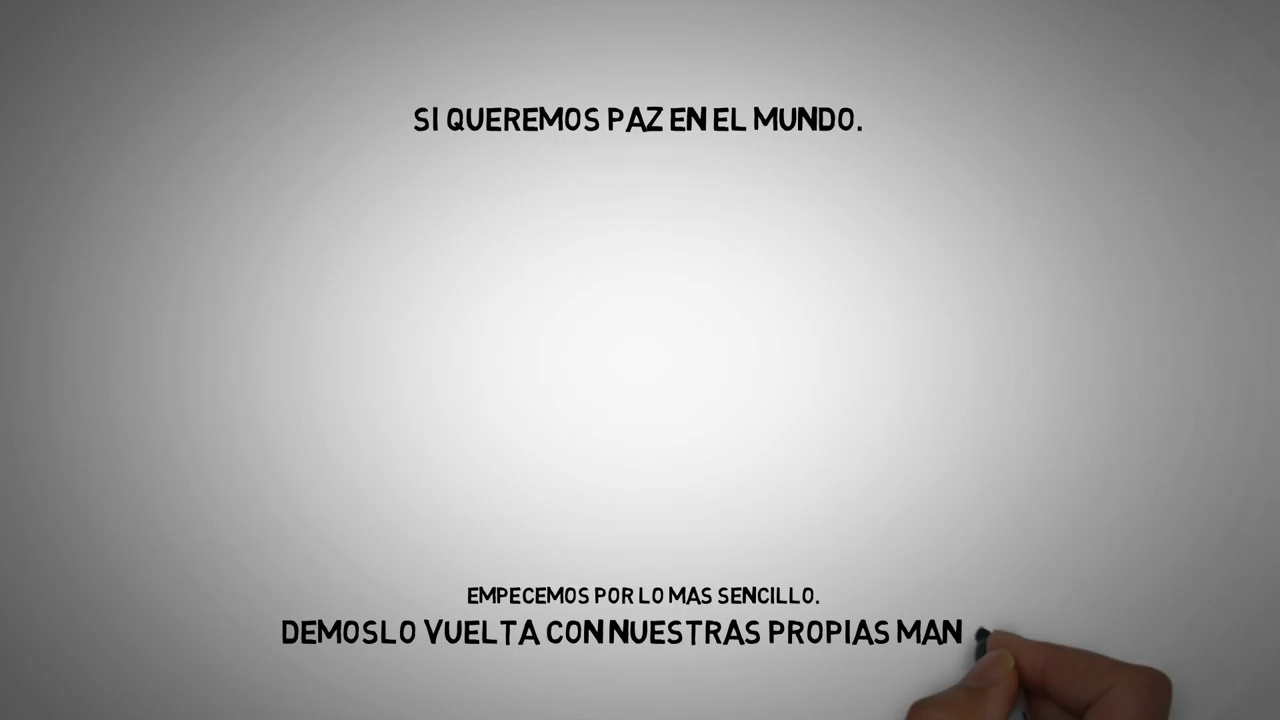 SI QUEREMOS PAZ EN EL MUNDO.
EMPECEMOS POR LO MAS SENCILLO.
DEMOSLO VUELTA CON NUESTRAS PROPIAS MAN